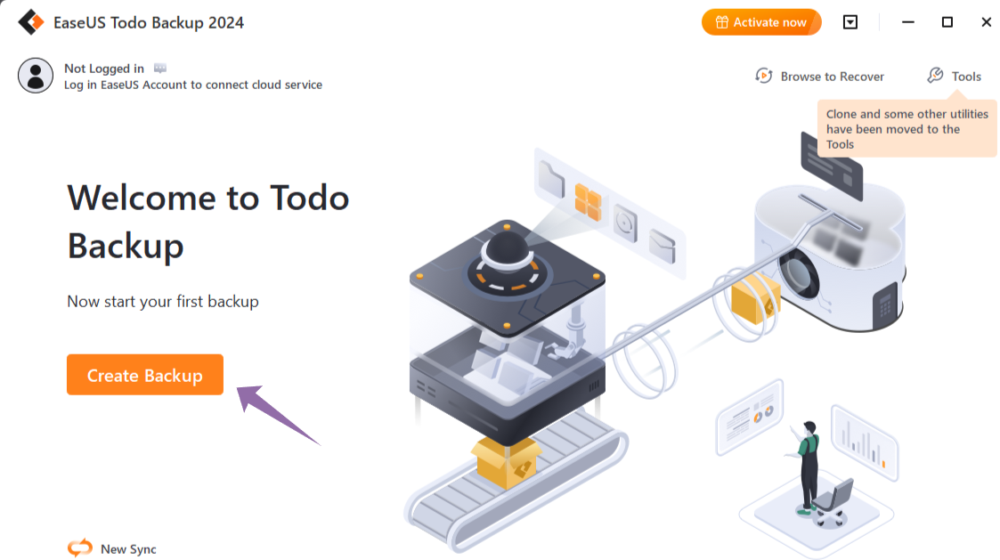 EaseUS Todo Backup 2024
Activate now
Not Logged in
Log in EaseUS Account to connect cloud service
Browse to Recover
Tools
Clone and some other utilities
have been moved to the
Tools
Welcome to Todo
Backup
Now start your first backup
Create Backup
New Sync